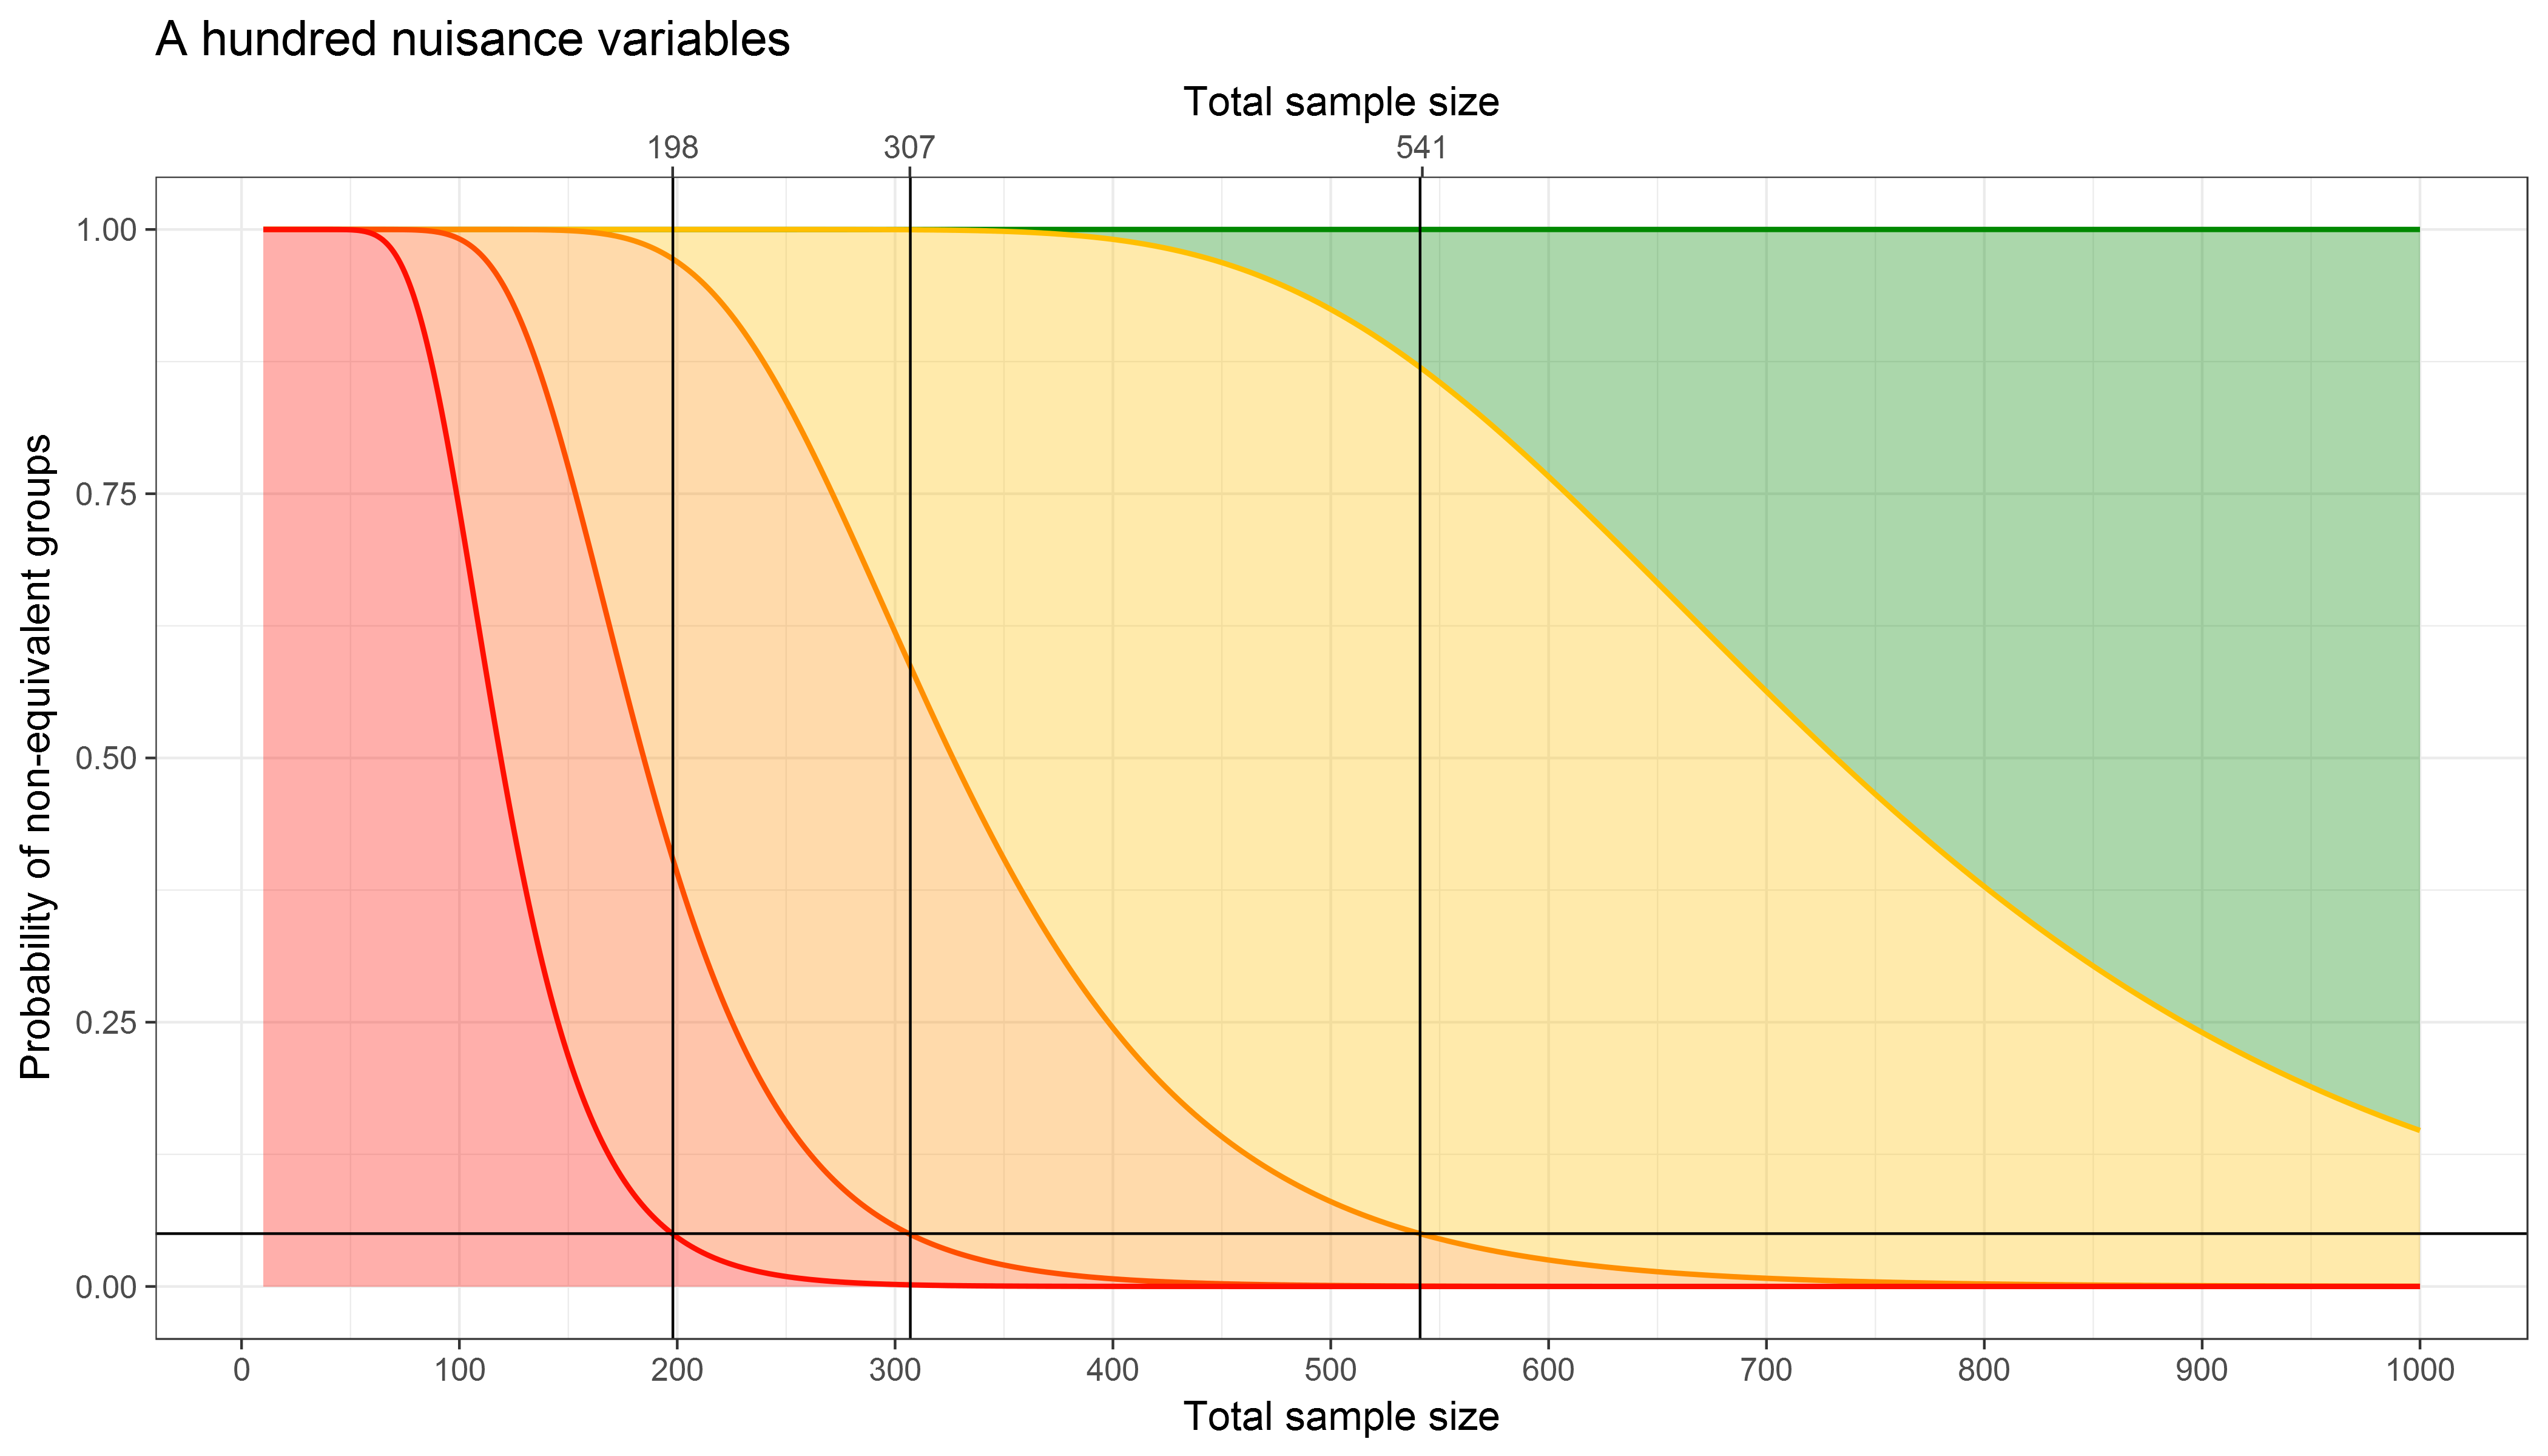 A hundred nuisance variables
Total sample size
198 307 541
Probability of non-equivalent groups
1.00
0.75
0.50
0.25
0.00
0 100 200 300 400 500 600 700 800 900 1000
Total sample size